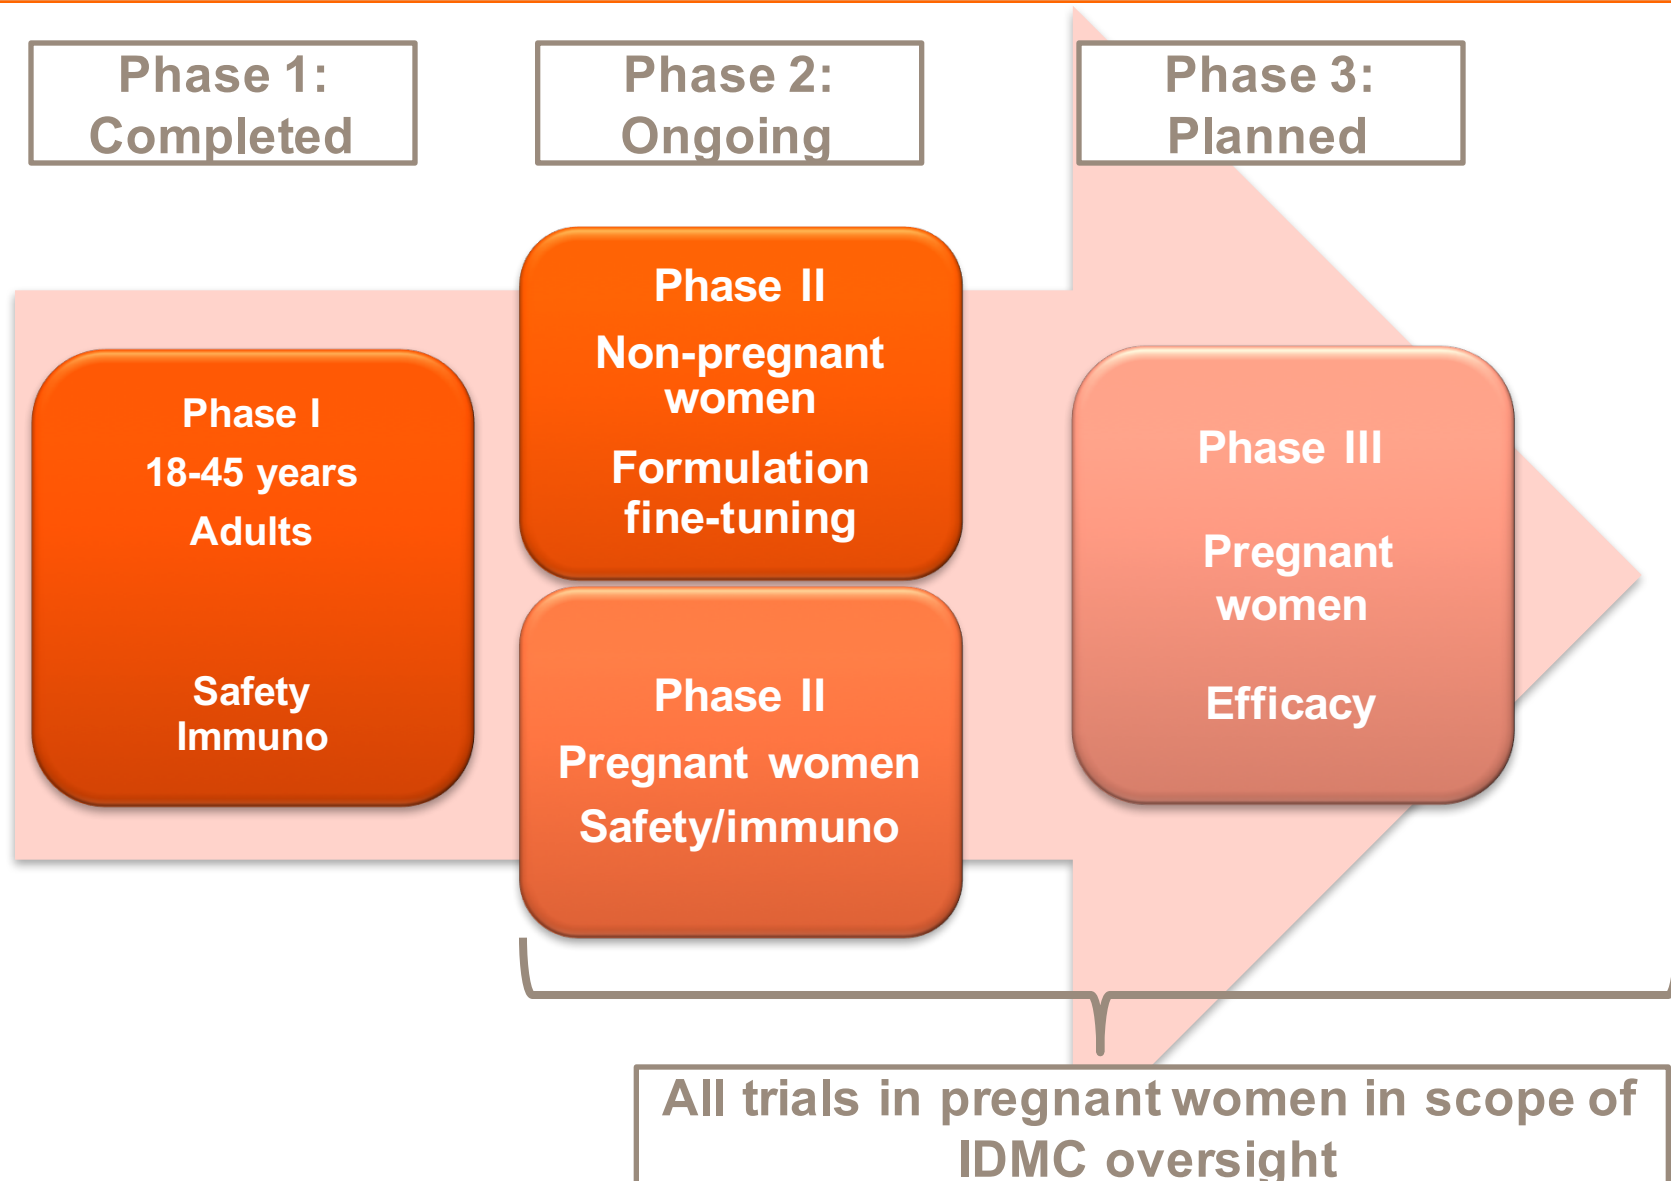 Phase 1:
Completed
Phase 2:
Ongoing
Phase 3:
Planned
Phase I
18-45 years
Adults
Safety
Immuno
Phase II
Non-pregnant
women
Formulation
fine-tuning
Phase II
Pregnant women
Safety/immuno
Phase III
Pregnant
women
Efficacy
All trials in pregnant women in scope of
IDMC oversight